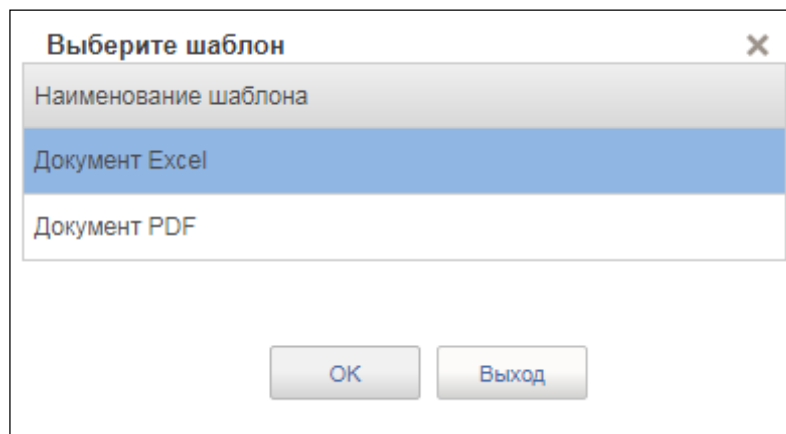 Выберите шаблон
Наименование шаблона
Документ Excel
Документ PDF
OK Выход